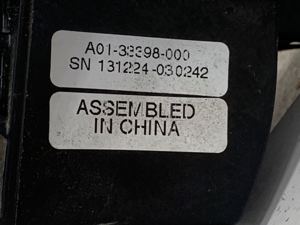 A01-33398-000
SN 131224-030242
ASSEMBLED
IN CHINA